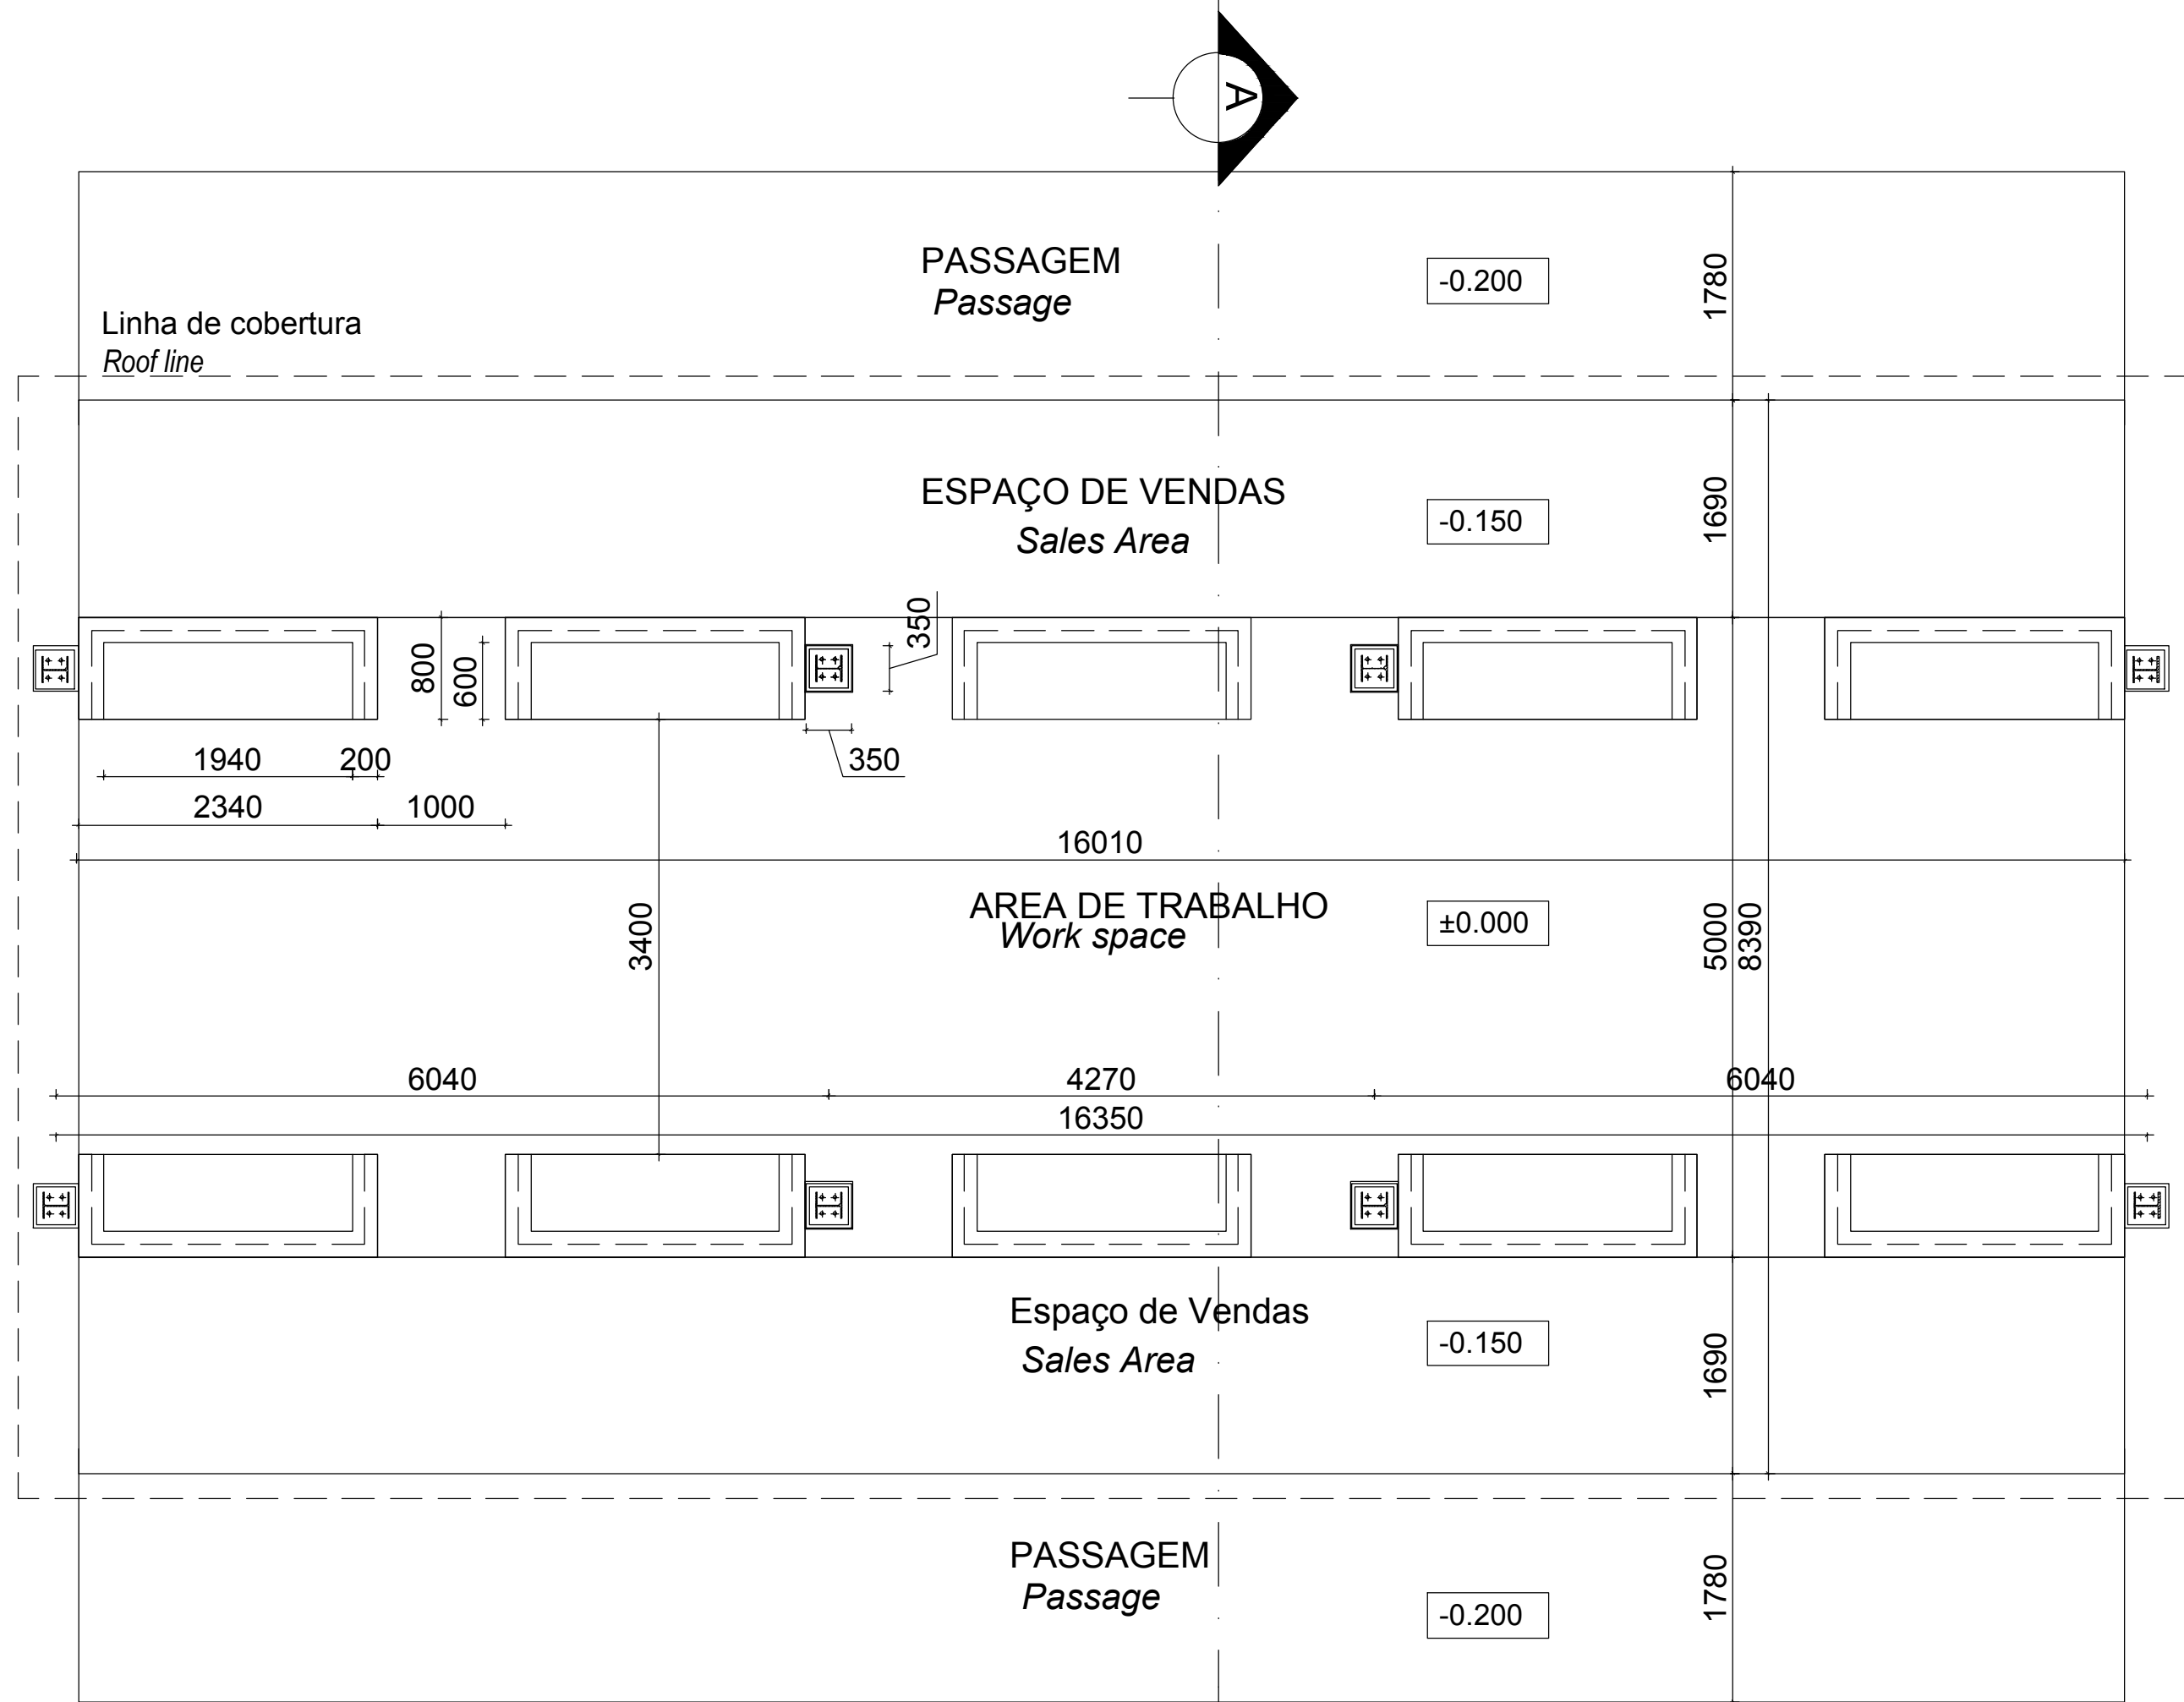 A
PASSAGEM
Passage
-0.200
1780
Linha de cobertura
Roof line
ESPAÇO DE VENDAS
Sales Area
-0.150
1690
800
600
350
350
1940
200
2340
1000
16010
3400
AREA DE TRABALHO
Work space
±0.000
5000
8390
6040
4270
6040
16350
Espaço de Vendas
Sales Area
-0.150
1690
PASSAGEM
Passage
-0.200
1780